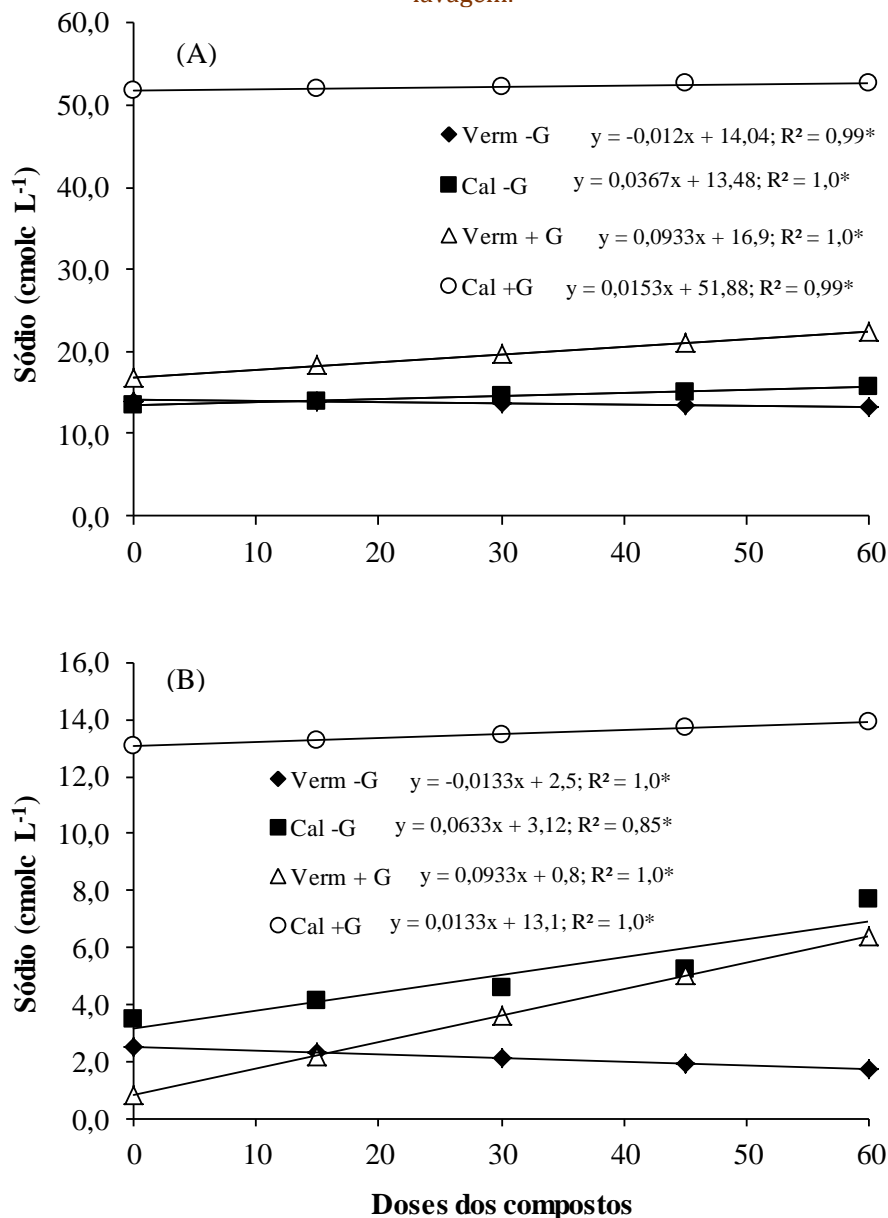 lavagem.
60,0
50,0
40,0
30,0
20,0
10,0
0,0
Sódio (cmolc L⁻¹)
(A)
Verm -G y = -0,012x + 14,04; R² = 0,99*
Cal -G y = 0,0367x + 13,48; R² = 1,0*
Verm + G y = 0,0933x + 16,9; R² = 1,0*
Cal +G y = 0,0153x + 51,88; R² = 0,99*
0 10 20 30 40 50 60
16,0
14,0
12,0
10,0
8,0
6,0
4,0
2,0
0,0
Sódio (cmolc L⁻¹)
(B)
Verm -G y = -0,0133x + 2,5; R² = 1,0*
Cal -G y = 0,0633x + 3,12; R² = 0,85*
Verm + G y = 0,0933x + 0,8; R² = 1,0*
Cal +G y = 0,0133x + 13,1; R² = 1,0*
0 10 20 30 40 50 60
Doses dos compostos